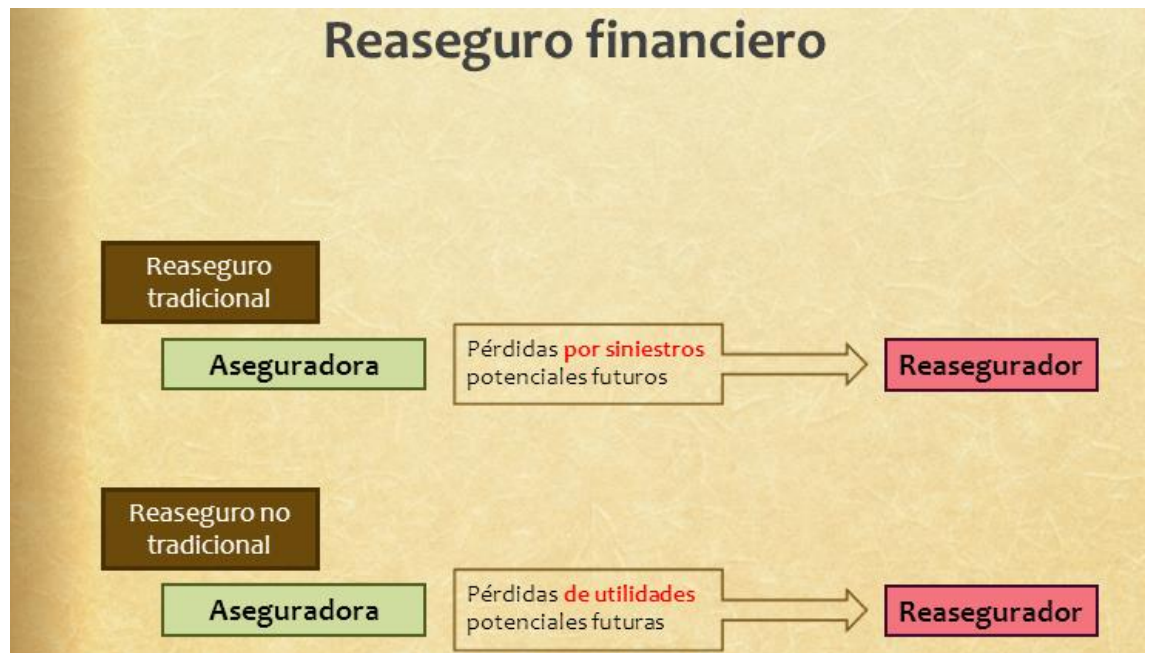 Reaseguro financiero
Reaseguro
tradicional
Aseguradora
Pérdidas por siniestros
potenciales futuros
Reasegurador
Reaseguro no
tradicional
Aseguradora
Pérdidas de utilidades
potenciales futuras
Reasegurador